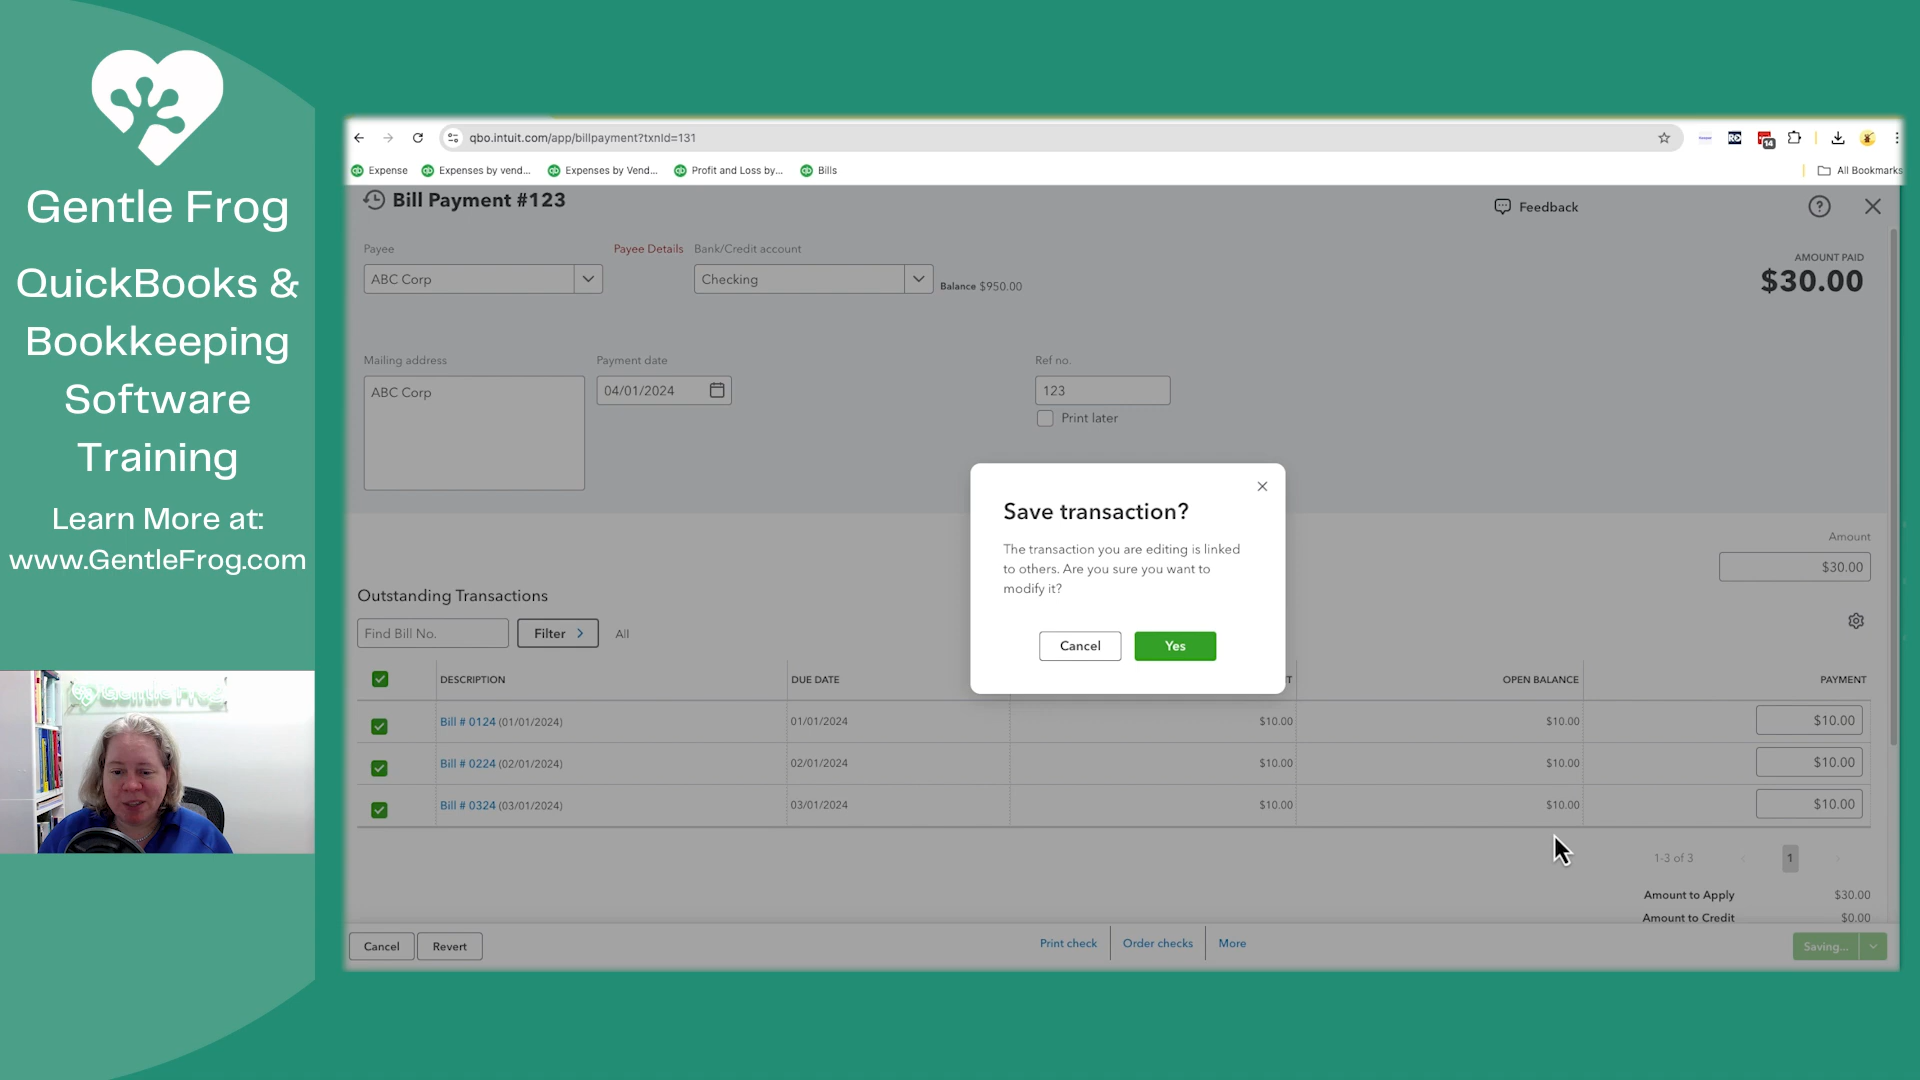 Gentle Frog
QuickBooks &
Bookkeeping
Software
Training
Learn More at:
www.GentleFrog.com
qbo.intuit.com/app/billpayment?txnId=131
14
Expense
Expenses by vend...
Expenses by Vend...
Profit and Loss by...
Bills
All Bookmarks
Bill Payment #123
Feedback
Payee
Payee Details
Bank/Credit account
AMOUNT PAID
ABC Corp
Checking
Balance $950.00
$30.00
Mailing address
Payment date
Ref no.
ABC Corp
04/01/2024
123
Print later
Save transaction?
The transaction you are editing is linked
to others. Are you sure you want to
modify it?
Cancel
Yes
Amount
$30.00
Outstanding Transactions
Find Bill No.
Filter
All
DESCRIPTION
DUE DATE
T
OPEN BALANCE
PAYMENT
Bill # 0124 (01/01/2024)
01/01/2024
$10.00
$10.00
$10.00
Bill # 0224 (02/01/2024)
02/01/2024
$10.00
$10.00
$10.00
Bill # 0324 (03/01/2024)
03/01/2024
$10.00
$10.00
$10.00
1-3 of 3
1
Amount to Apply
$30.00
Amount to Credit
$0.00
Cancel
Revert
Print check
Order checks
More
Saving...
GentleFrog